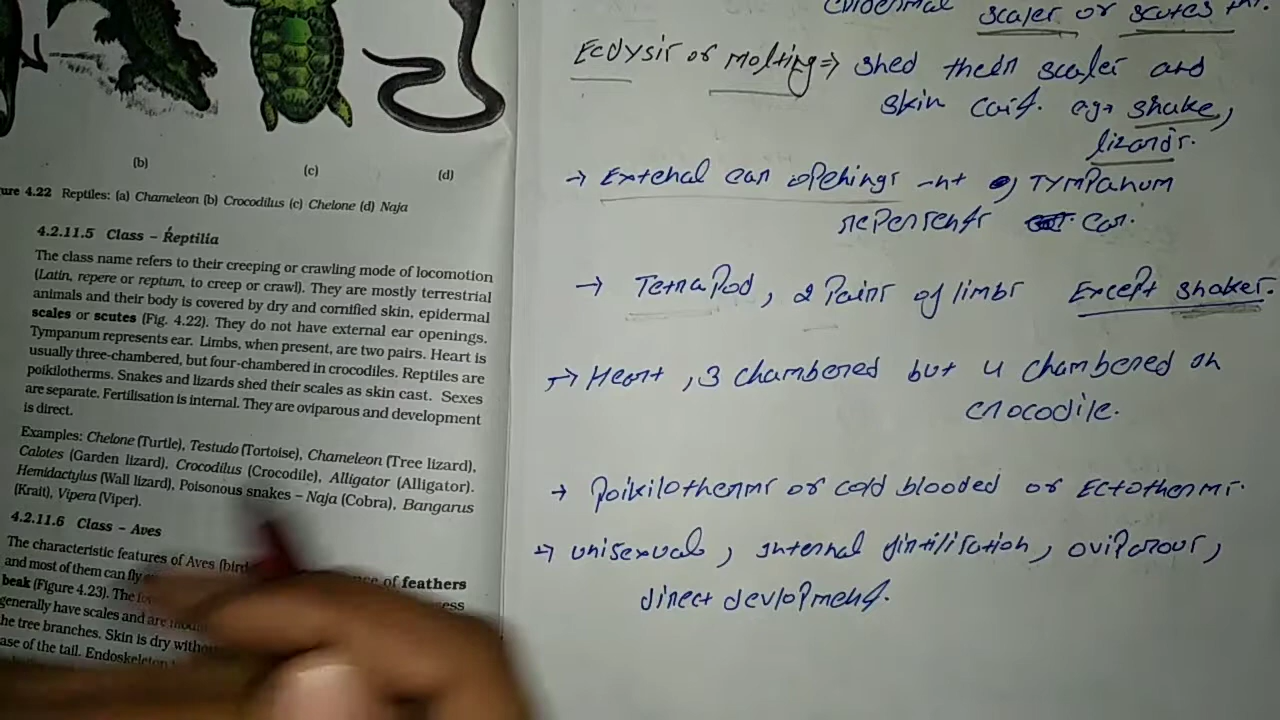 (b)
(c)
(d)
ure 4.22 Reptiles: (a) Chameleon (b) Crocodilus (c) Chelone (d) Naja
4.2.11.5 Class – Reptilia
The class name refers to their creeping or crawling mode of locomotion
(Latin, repere or reptum, to creep or crawl). They are mostly terrestrial
animals and their body is covered by dry and cornified skin, epidermal
scales or scutes (Fig. 4.22). They do not have external ear openings.
Tympanum represents ear. Limbs, when present, are two pairs. Heart is
usually three-chambered, but four-chambered in crocodiles. Reptiles are
poikilotherms. Snakes and lizards shed their scales as skin cast. Sexes
are separate. Fertilisation is internal. They are oviparous and development
is direct.
Examples: Chelone (Turtle), Testudo (Tortoise), Chameleon (Tree lizard),
Calotes (Garden lizard), Crocodilus (Crocodile), Alligator (Alligator).
Hemidactylus (Wall lizard), Poisonous snakes – Naja (Cobra), Bangarus
(Krait), Vipera (Viper).
4.2.11.6 Class – Aves
The characteristic features of Aves (bird
ce of feathers
and most of them can fly
beak (Figure 4.23). The
ess
generally have scales and are
he tree branches. Skin is dry witho
ase of the tail. Endoskeleton
scales or scutes
Ecdysis or Molting ⇒ shed their scales and
skin cast. eg→ snake,
lizards.
→ External ear openings -nt , Tympanum
represents ear.
→ Tetrapod, 2 Pairs of limbs Except snakes.
→ Heart, 3 chambered but 4 chambered in
crocodile.
→ Poikilotherms or cold blooded or Ectotherms.
→ unisexuals, internal fintilisation, oviparous,
direct devlopment.